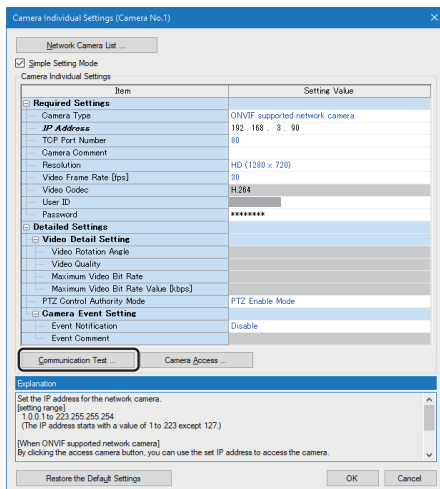 Camera Individual Settings (Camera No.1)
Network Camera List ...
Simple Setting Mode
Camera Individual Settings
Item Setting Value
Required Settings
Camera Type ONVIF supported network camera
IP Address 192 . 168 . 3 . 90
TCP Port Number 80
Camera Comment
Resolution HD (1280 x 720)
Video Frame Rate [fps] 30
Video Codec H.264
User ID
Password ********
Detailed Settings
Video Detail Setting
Video Rotation Angle
Video Quality
Maximum Video Bit Rate
Maximum Video Bit Rate Value [kbps]
PTZ Control Authority Mode PTZ Enable Mode
Camera Event Setting
Event Notification Disable
Event Comment
Communication Test ... Camera Access ...
Explanation
Set the IP address for the network camera.
[setting range]
1.0.0.1 to 223.255.255.254
(The IP address starts with a value of 1 to 223 except 127.)
[When ONVIF supported network camera]
By clicking the access camera button, you can use the set IP address to access the camera.
Restore the Default Settings OK Cancel